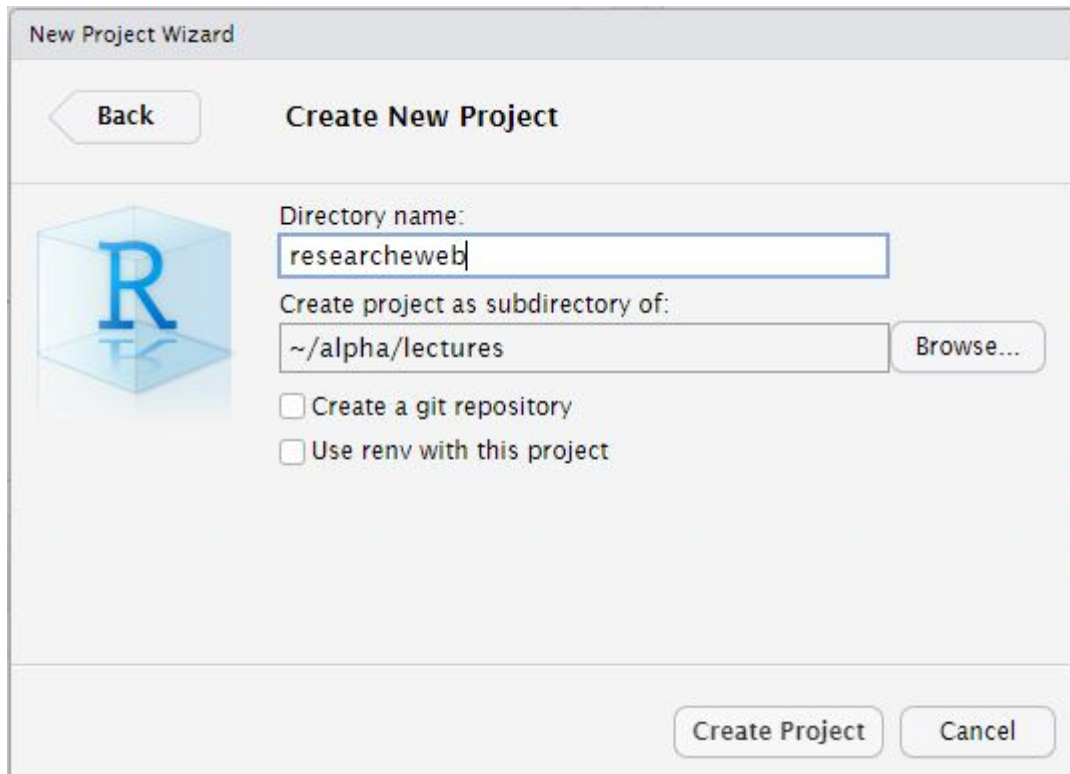 New Project Wizard
Back
Create New Project
R
Directory name:
researcheweb
Create project as subdirectory of:
~/alpha/lectures
Browse...
Create a git repository
Use renv with this project
Create Project
Cancel